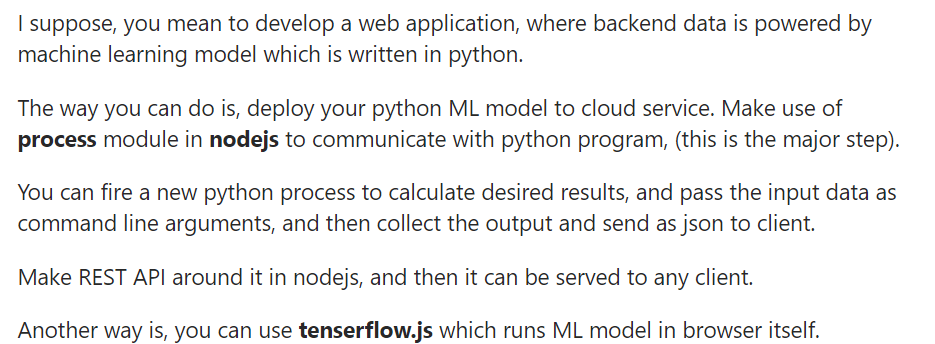 I suppose, you mean to develop a web application, where backend data is powered by
machine learning model which is written in python.
The way you can do is, deploy your python ML model to cloud service. Make use of
process module in nodejs to communicate with python program, (this is the major step).
You can fire a new python process to calculate desired results, and pass the input data as
command line arguments, and then collect the output and send as json to client.
Make REST API around it in nodejs, and then it can be served to any client.
Another way is, you can use tenserflow.js which runs ML model in browser itself.